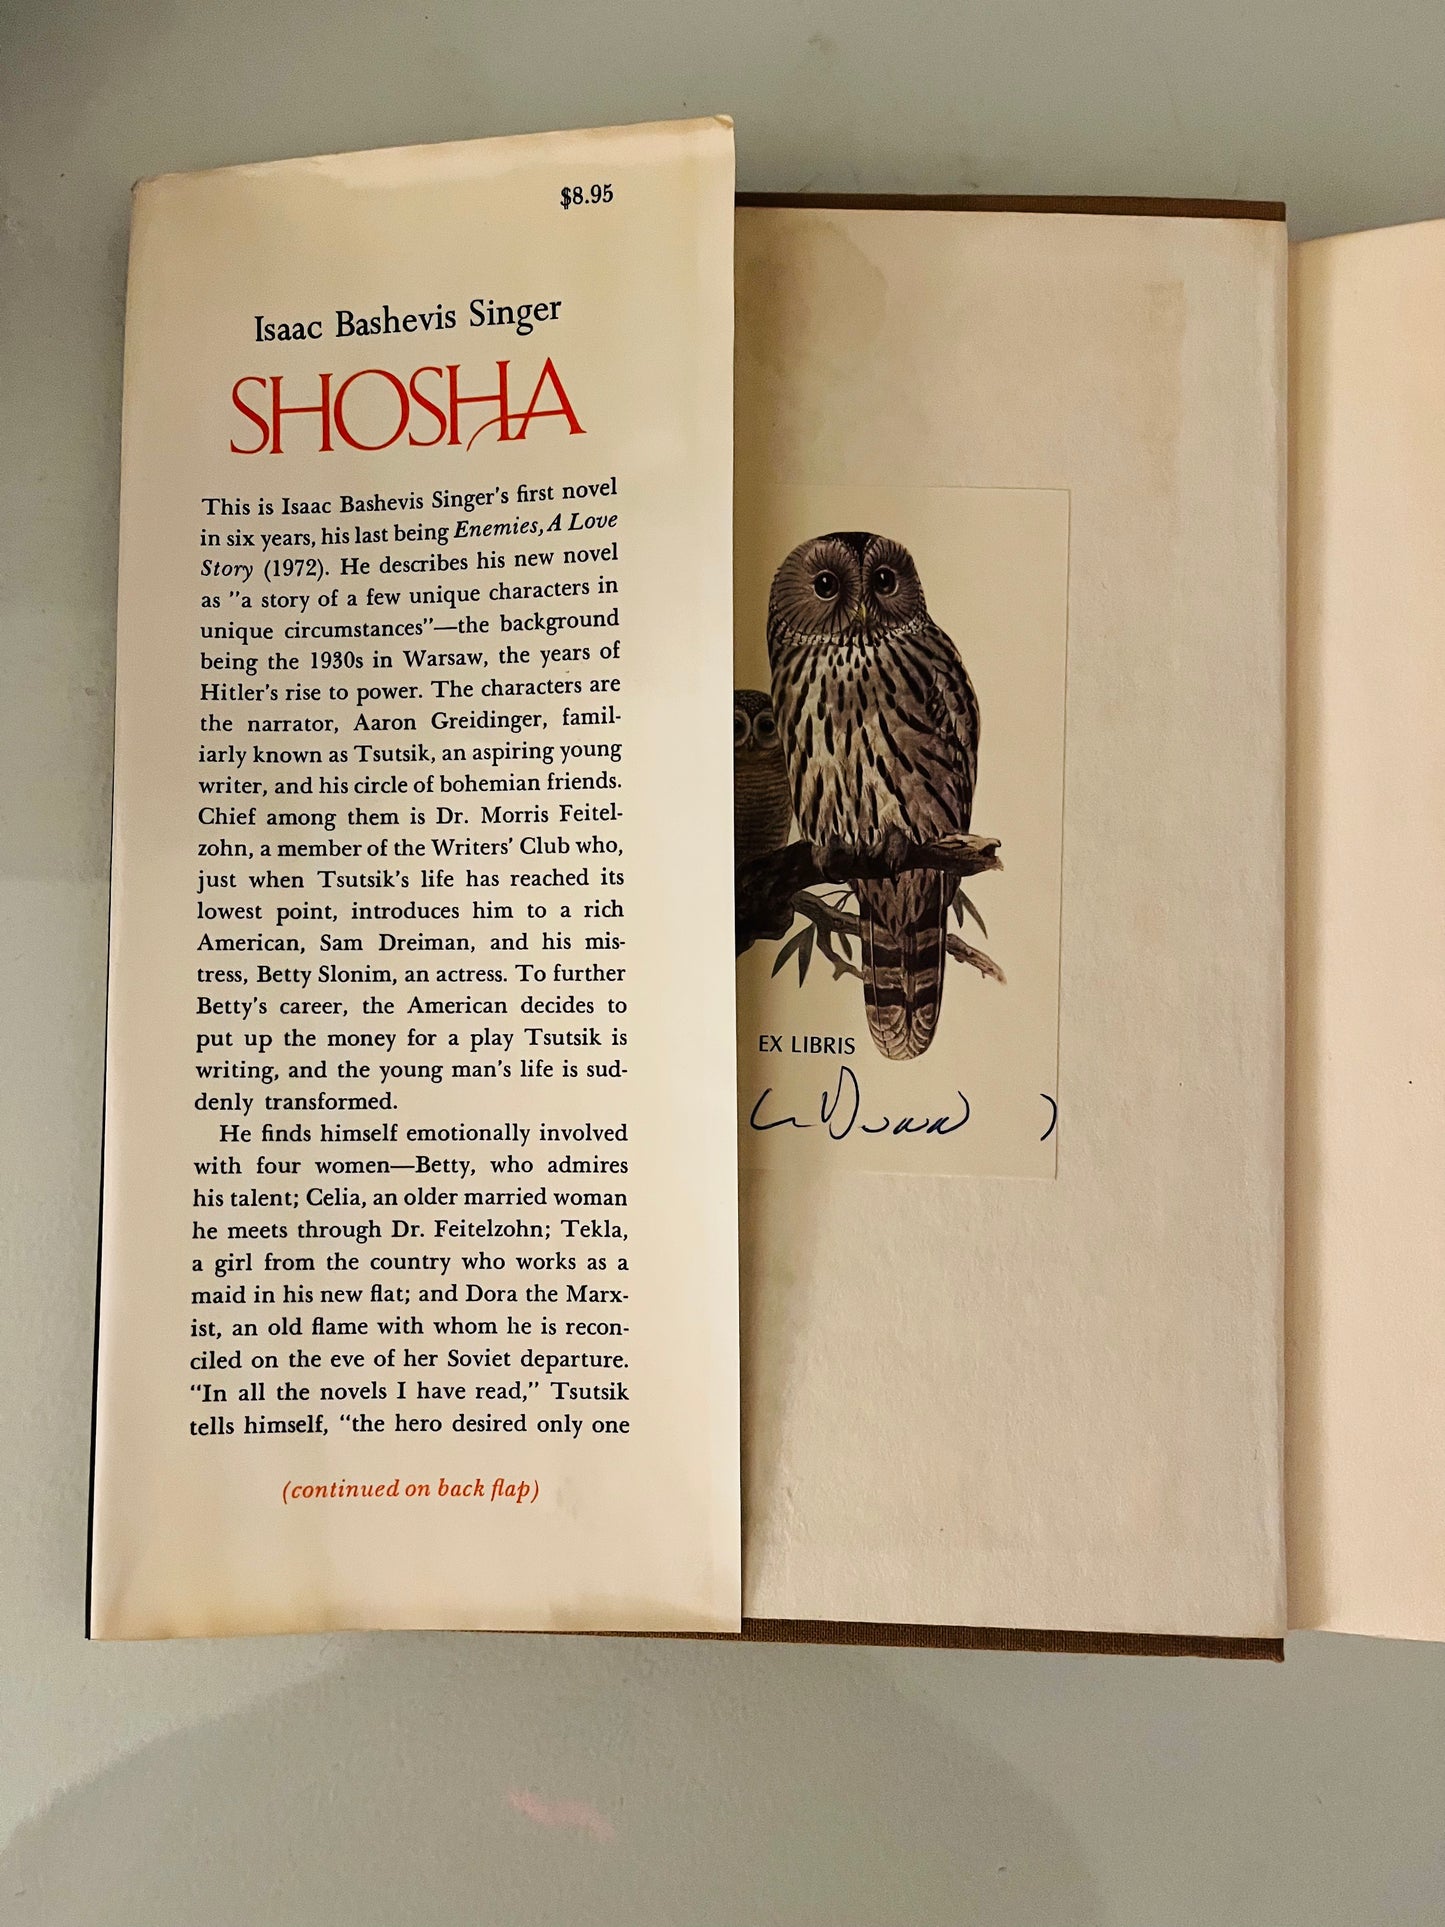 $8.95
Isaac Bashevis Singer
SHOSHA
This is Isaac Bashevis Singer's first novel
in six years, his last being Enemies, A Love
Story (1972). He describes his new novel
as "a story of a few unique characters in
unique circumstances"—the background
being the 1930s in Warsaw, the years of
Hitler's rise to power. The characters are
the narrator, Aaron Greidinger, famil-
iarly known as Tsutsik, an aspiring young
writer, and his circle of bohemian friends.
Chief among them is Dr. Morris Feitel-
zohn, a member of the Writers' Club who,
just when Tsutsik's life has reached its
lowest point, introduces him to a rich
American, Sam Dreiman, and his mis-
tress, Betty Slonim, an actress. To further
Betty's career, the American decides to
put up the money for a play Tsutsik is
writing, and the young man's life is sud-
denly transformed.
He finds himself emotionally involved
with four women—Betty, who admires
his talent; Celia, an older married woman
he meets through Dr. Feitelzohn; Tekla,
a girl from the country who works as a
maid in his new flat; and Dora the Marx-
ist, an old flame with whom he is recon-
ciled on the eve of her Soviet departure.
"In all the novels I have read," Tsutsik
tells himself, "the hero desired only one
(continued on back flap)
EX LIBRIS